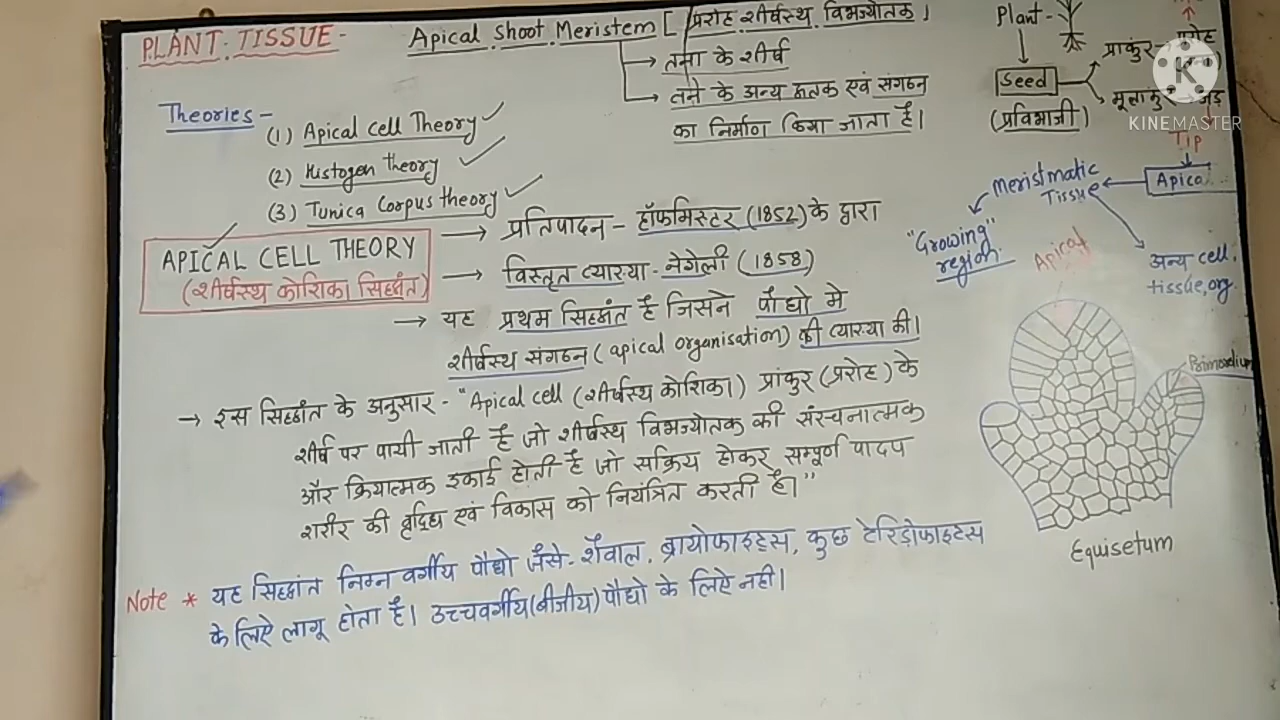 PLANT TISSUE-
Apical Shoot Meristem [प्ररोह शीर्षस्थ विभज्योतक]
तना के शीर्ष
तने के अन्य ऊतक एवं संगठन
का निर्माण किया जाता है।
Plant-
Seed
(प्रविभाजी)
प्रांकुर-
Tip
Apica
Meristmatic
Tissue
"Growing"
region
अन्य cell,
tissue, org.
KINEMASTER
Theories-
(1) Apical Cell Theory
(2) Histogen theory
(3) Tunica Corpus theory
APICAL CELL THEORY
(शीर्षस्थ कोशिका सिद्धांत)
→ प्रतिपादन - हॉफमिस्टर (1852) के द्वारा
→ विस्तृत व्याख्या - नेगेली (1858)
→ यह प्रथम सिद्धांत है जिसने पौधो मे
शीर्षस्थ संगठन (apical organisation) की व्याख्या की।
→ इस सिद्धांत के अनुसार - "Apical cell (शीर्षस्थ कोशिका) प्रांकुर (प्ररोह) के
शीर्ष पर पायी जाती है जो शीर्षस्थ विभज्योतक की संरचनात्मक
और क्रियात्मक इकाई होती है जो सक्रिय होकर सम्पूर्ण पादप
शरीर की वृद्धि एवं विकास को नियंत्रित करती है।"
Apical
Primordium
Equisetum
Note * यह सिद्धांत निम्न वर्गीय पौधो जैसे- शैवाल, ब्रायोफाइट्स, कुछ टेरिडोफाइटस
के लिऐ लागू होता है। उच्चवर्गीय (बीजीय) पौधो के लिऐ नही।